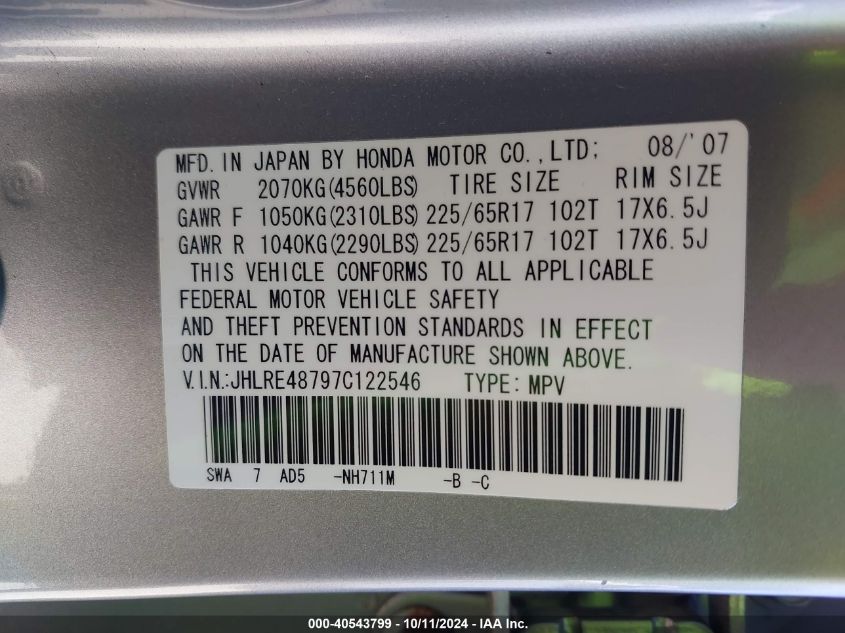 MFD. IN JAPAN BY HONDA MOTOR CO.,LTD; 08/'07
GVWR 2070KG(4560LBS) TIRE SIZE RIM SIZE
GAWR F 1050KG(2310LBS) 225/65R17 102T 17X6.5J
GAWR R 1040KG(2290LBS) 225/65R17 102T 17X6.5J
THIS VEHICLE CONFORMS TO ALL APPLICABLE
FEDERAL MOTOR VEHICLE SAFETY
AND THEFT PREVENTION STANDARDS IN EFFECT
ON THE DATE OF MANUFACTURE SHOWN ABOVE.
V.I.N.:JHLRE48797C122546 TYPE: MPV
SWA 7 AD5 -NH711M -B -C
000-40543799 - 10/11/2024 - IAA Inc.